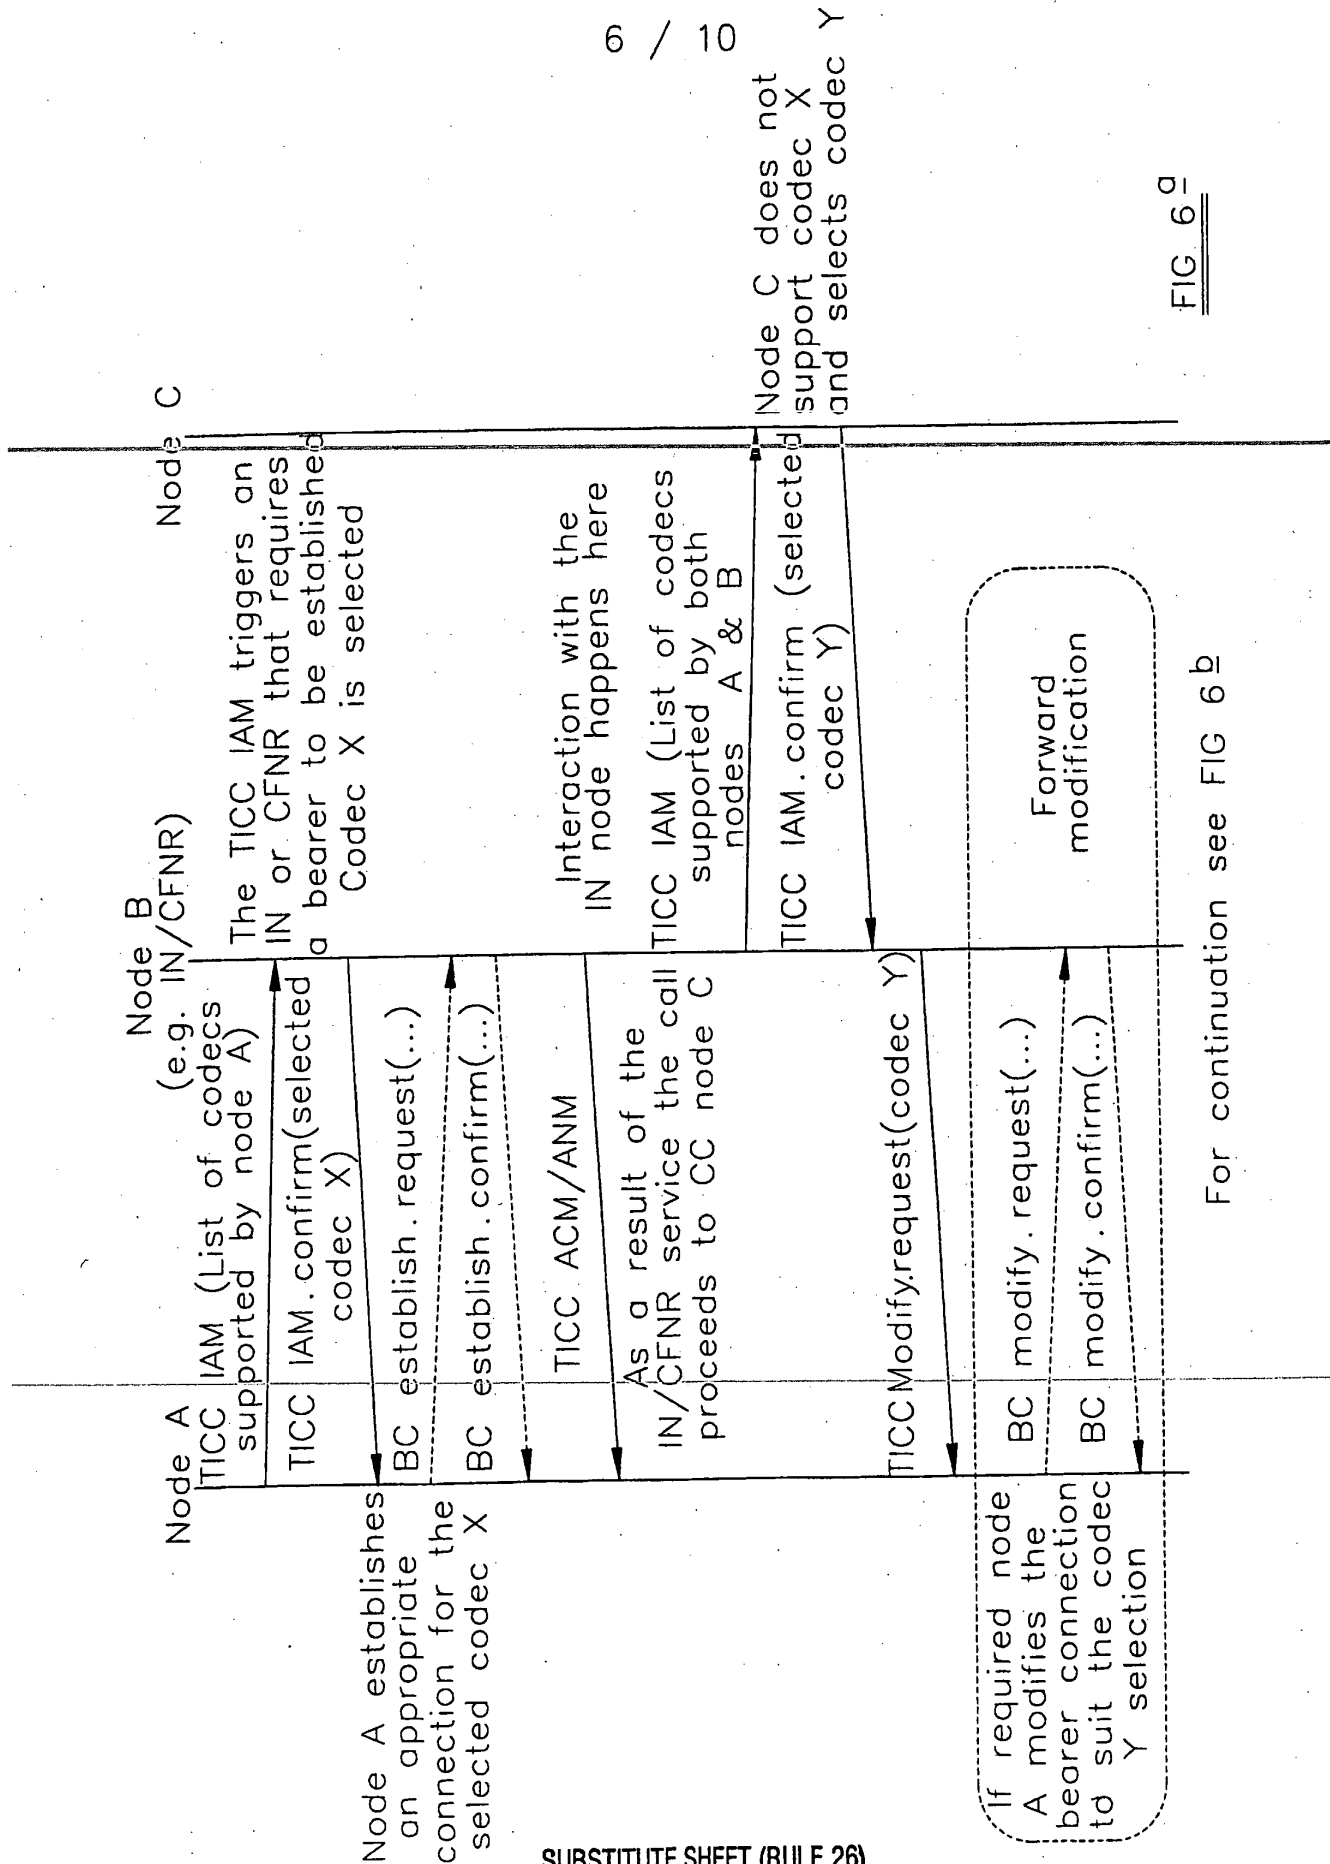 6 / 10
Node A
Node B
(e.g. IN/CFNR)
Node C
TICC IAM (List of codecs
supported by node A)
The TICC IAM triggers an
IN or CFNR that requires
a bearer to be established
Codec X is selected
TICC IAM.confirm(selected
codec X)
Node A establishes
an appropriate
connection for the
selected codec X
BC establish.request(...)
BC establish.confirm(...)
TICC ACM/ANM
Interaction with the
IN node happens here
As a result of the
IN/CFNR service the call
proceeds to CC node C
TICC IAM (List of codecs
supported by both
nodes A & B
Node C does not
support codec X
and selects codec Y
TICC IAM.confirm (selected
codec Y)
TICC Modify.request(codec Y)
If required node
A modifies the
bearer connection
to suit the codec
Y selection
BC modify.request(...)
BC modify.confirm(...)
Forward
modification
For continuation see FIG 6b
FIG 6a
SUBSTITUTE SHEET (RULE 26)